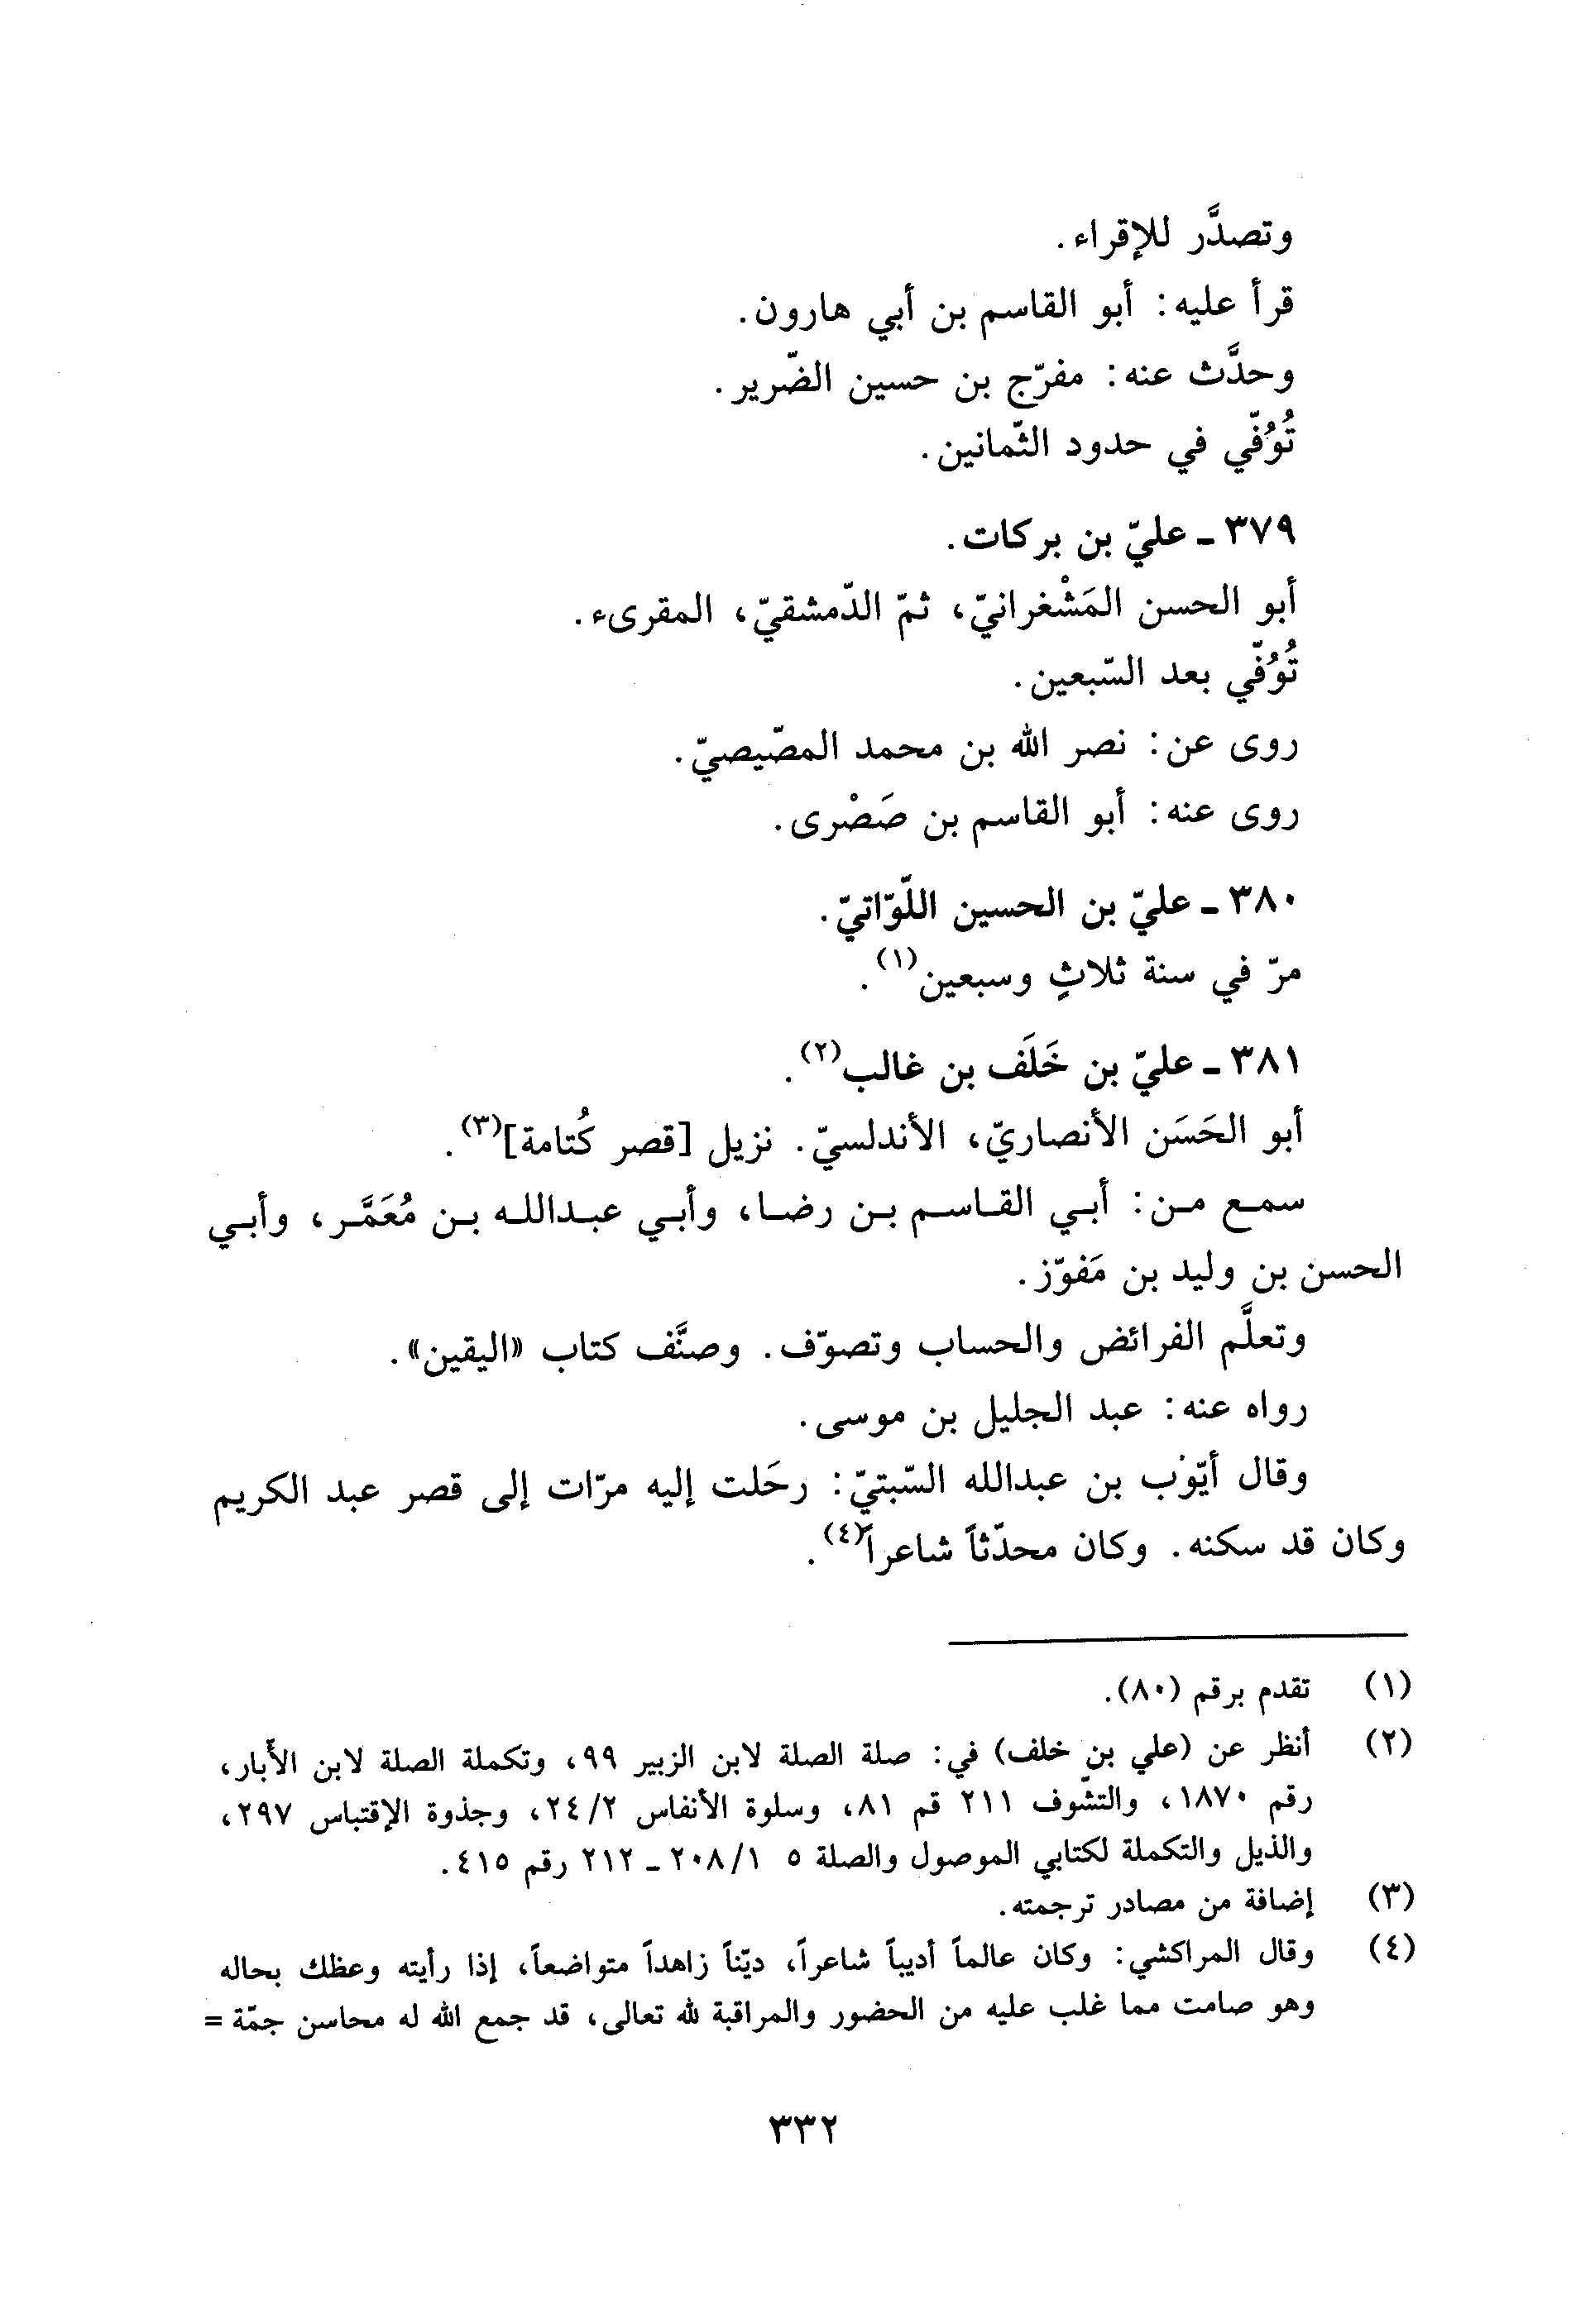 وتصدَّر للإقراء.
قرأ عليه: أبو القاسم بن أبي هارون.
وحدَّث عنه: مفرّج بن حسين الضّرير.
تُوُفّي في حدود الثّمانين.
٣٧٩ ـ عليّ بن بركات.
أبو الحسن المَشْغرانيّ، ثمّ الدّمشقيّ، المقرىء.
تُوُفّي بعد السّبعين.
روى عن: نصر الله بن محمد المصّيصيّ.
روى عنه: أبو القاسم بن صَصْرى.
٣٨٠ ـ عليّ بن الحسين اللّوّاتيّ.
مرّ في سنة ثلاثٍ وسبعين(١).
٣٨١ ـ عليّ بن خَلَف بن غالب(٢).
أبو الحَسَن الأنصاريّ، الأندلسيّ. نزيل [قصر كُتامة](٣).
سمع من: أبي القاسم بن رضا، وأبي عبدالله بن مُعَمَّر، وأبي
الحسن بن وليد بن مَفوّز.
وتعلَّم الفرائض والحساب وتصوّف. وصنَّف كتاب «اليقين».
رواه عنه: عبد الجليل بن موسى.
وقال أيّوب بن عبدالله السّبتيّ: رحَلت إليه مرّات إلى قصر عبد الكريم
وكان قد سكنه. وكان محدّثاً شاعراً(٤).
(١) تقدم برقم (٨٠).
(٢) أنظر عن (علي بن خلف) في: صلة الصلة لابن الزبير ٩٩، وتكملة الصلة لابن الأبار،
رقم ١٨٧٠، والتشّوف ٢١١ قم ٨١، وسلوة الأنفاس ٢٤/٢، وجذوة الإقتباس ٢٩٧،
والذيل والتكملة لكتابي الموصول والصلة ٥ ٢٠٨/١ ـ ٢١٢ رقم ٤١٥.
(٣) إضافة من مصادر ترجمته.
(٤) وقال المراكشي: وكان عالماً أديباً شاعراً، ديّناً زاهداً متواضعاً، إذا رأيته وعظك بحاله
وهو صامت مما غلب عليه من الحضور والمراقبة لله تعالى، قد جمع الله له محاسن جمّة =
٣٣٢